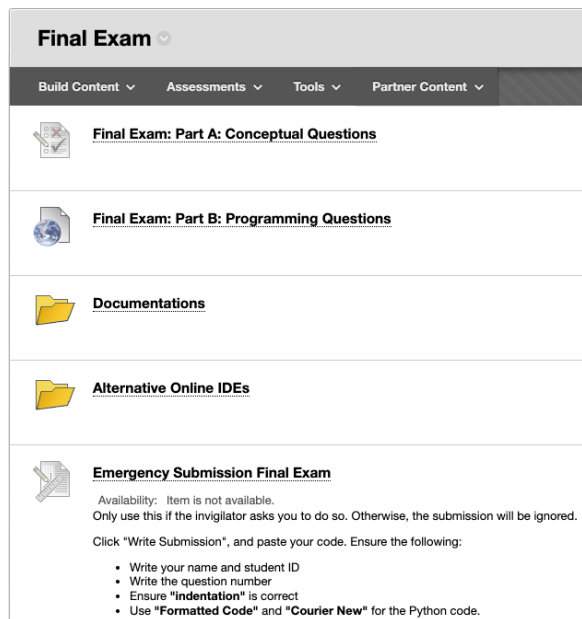 Final Exam
Build Content Assessments Tools Partner Content
Final Exam: Part A: Conceptual Questions
Final Exam: Part B: Programming Questions
Documentations
Alternative Online IDEs
Emergency Submission Final Exam
Availability: Item is not available.
Only use this if the invigilator asks you to do so. Otherwise, the submission will be ignored.
Click "Write Submission", and paste your code. Ensure the following:
• Write your name and student ID
• Write the question number
• Ensure "indentation" is correct
• Use "Formatted Code" and "Courier New" for the Python code.